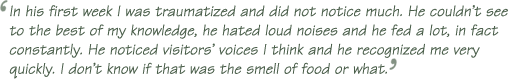 ‘In his first week I was traumatized and did not notice much. He couldn’t see
to the best of my knowledge, he hated loud noises and he fed a lot, in fact
constantly. He noticed visitors’ voices I think and he recognized me very
quickly. I don’t know if that was the smell of food or what.’